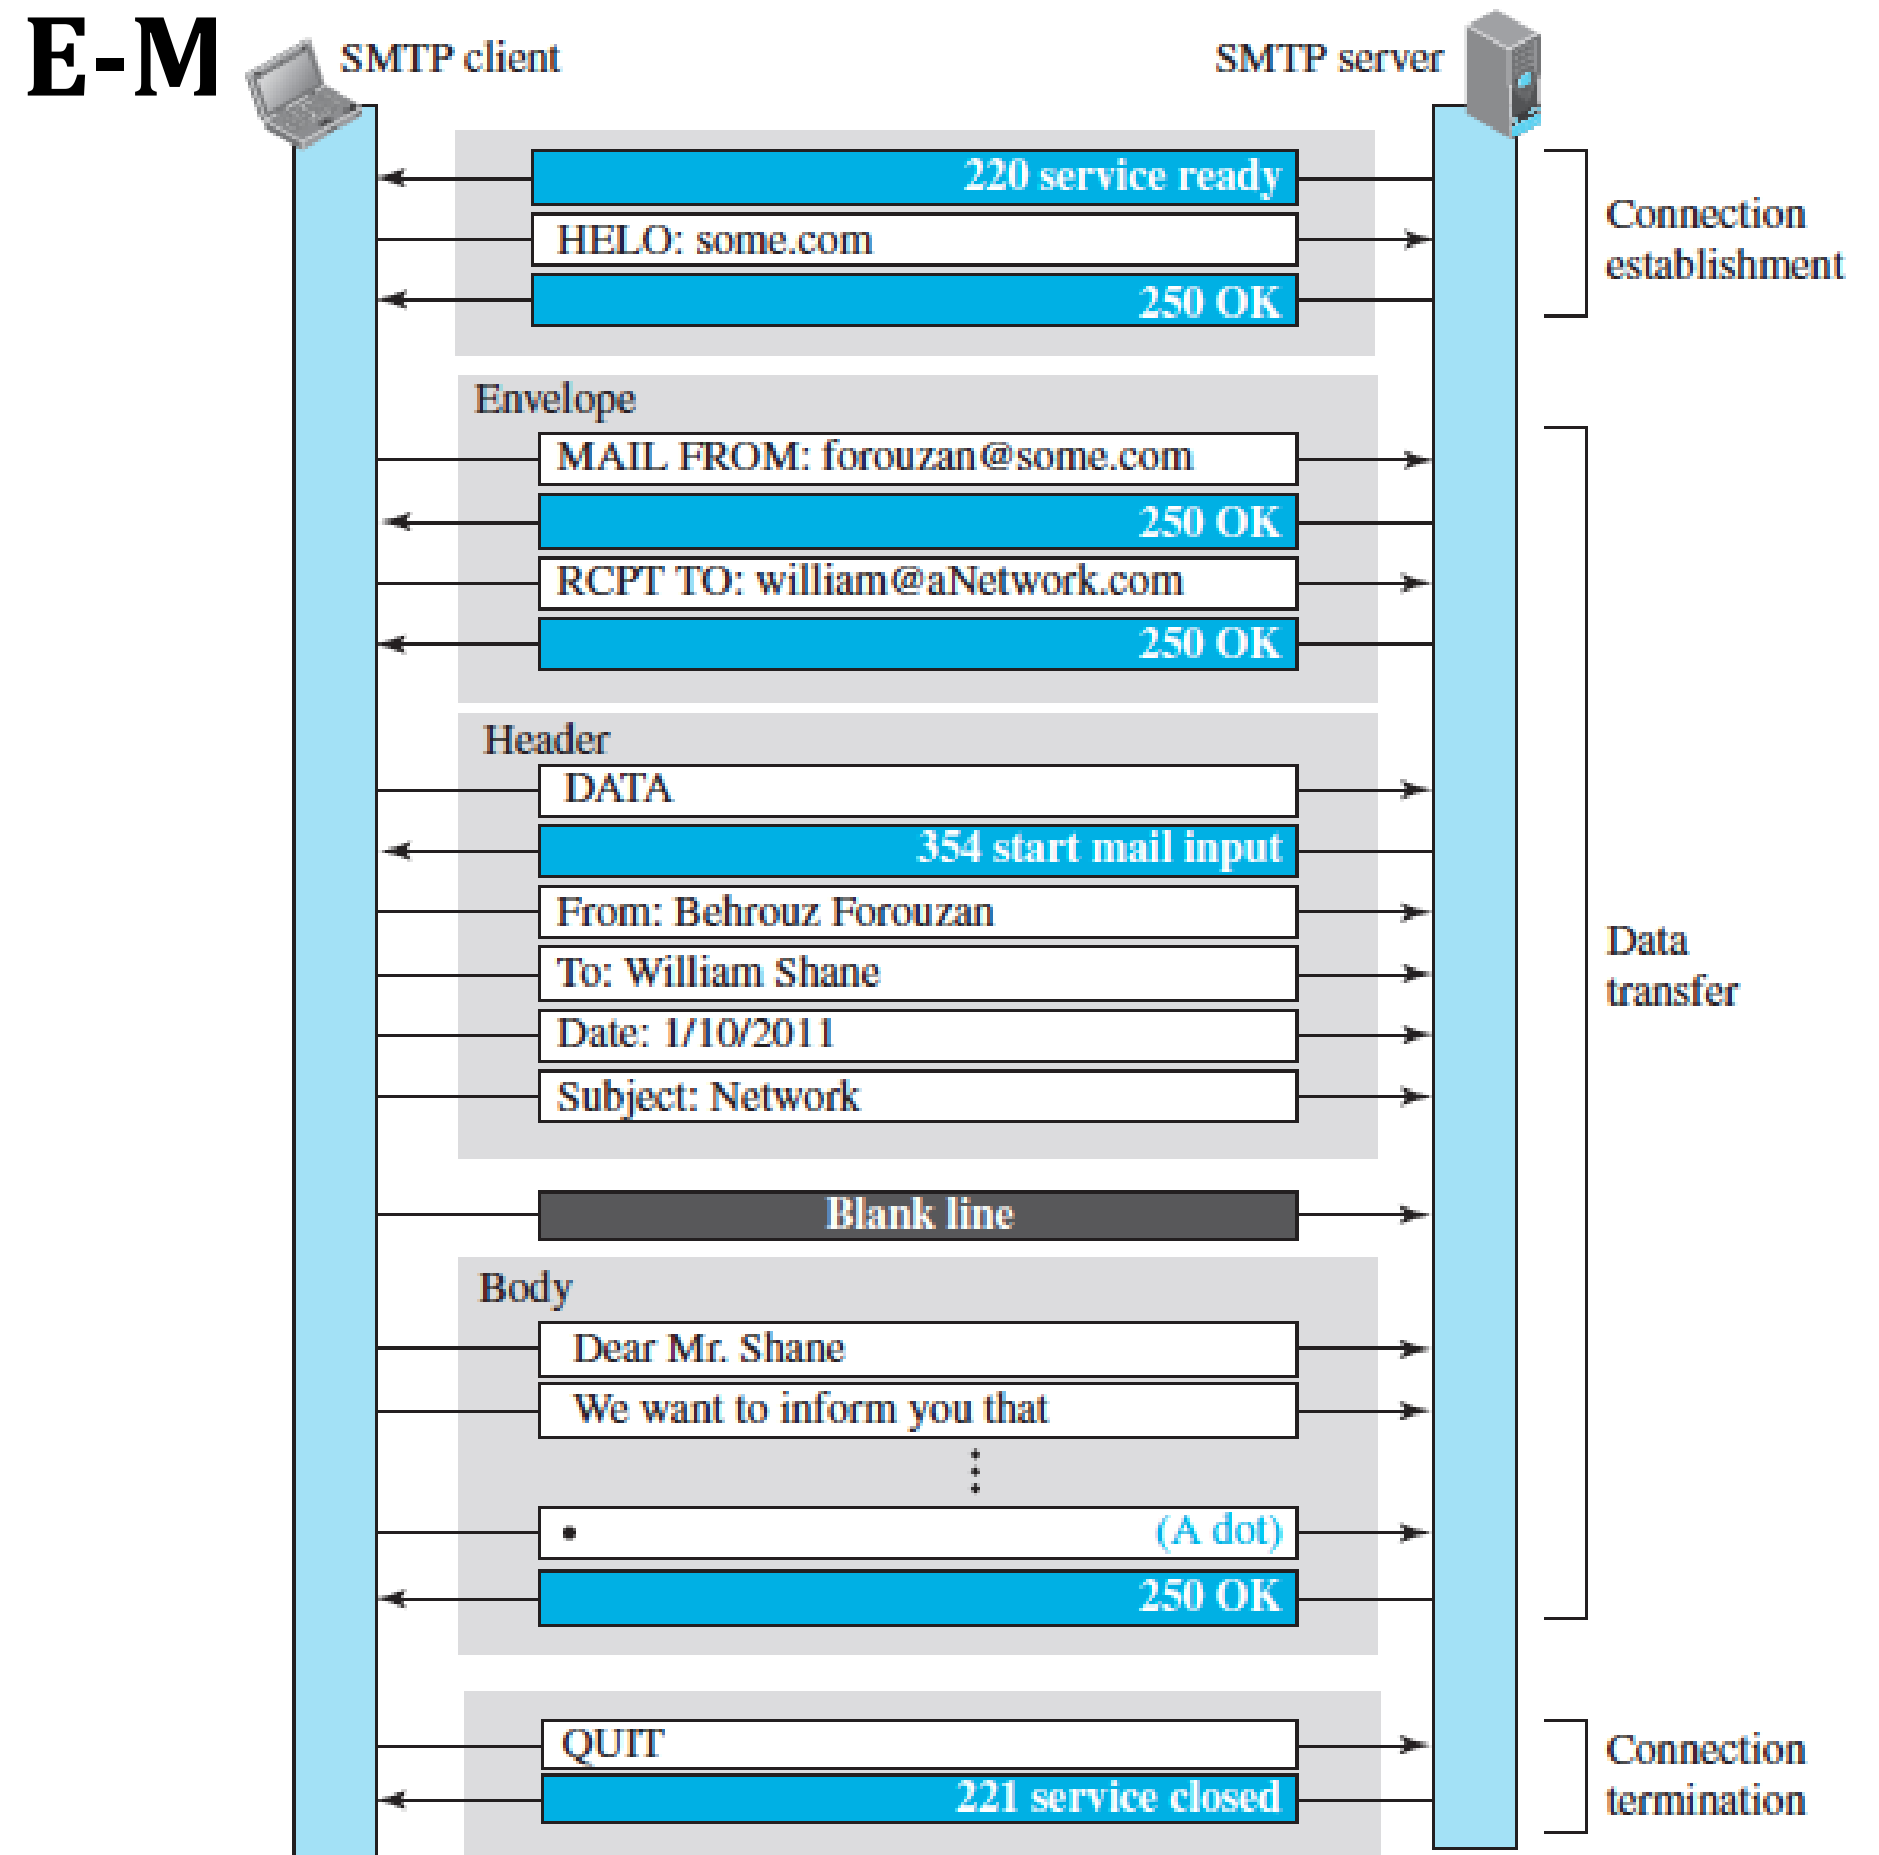 E-M
SMTP client
SMTP server
220 service ready
HELO: some.com
250 OK
Connection
establishment
Envelope
MAIL FROM: forouzan@some.com
250 OK
RCPT TO: william@aNetwork.com
250 OK
Header
DATA
354 start mail input
From: Behrouz Forouzan
To: William Shane
Date: 1/10/2011
Subject: Network
Data
transfer
Blank line
Body
Dear Mr. Shane
We want to inform you that
⋮
• (A dot)
250 OK
QUIT
221 service closed
Connection
termination